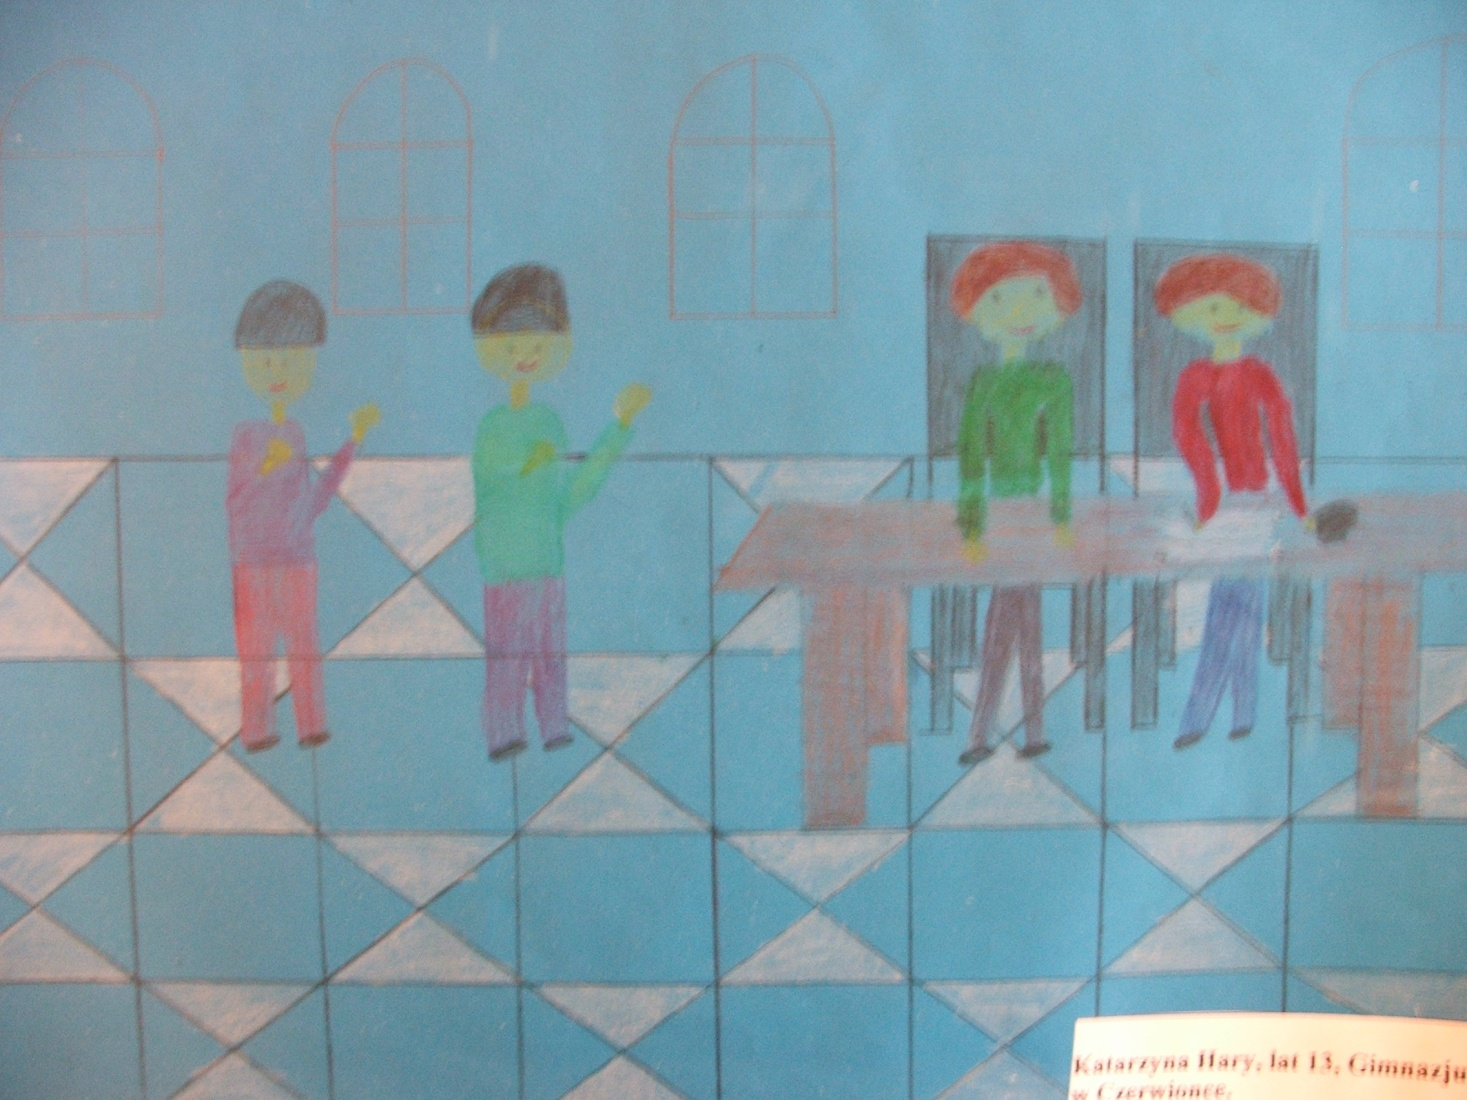 Katarzyna Hary, lat 13, Gimnazju
w Czerwionce.